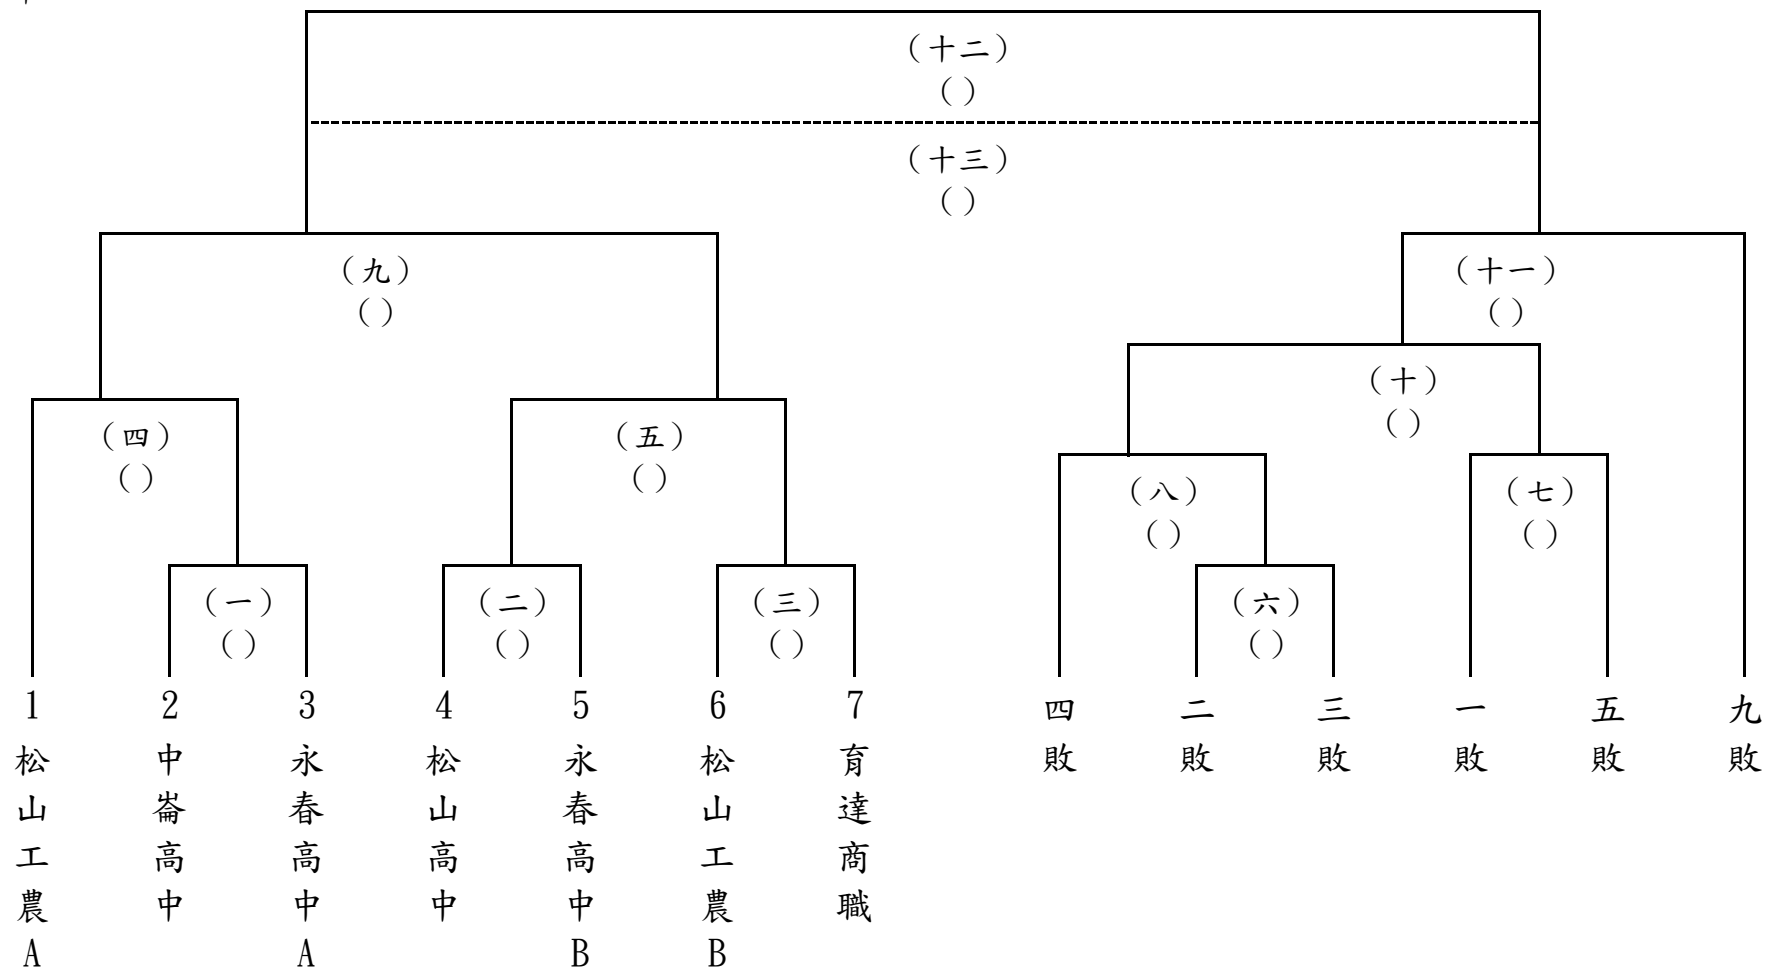 （十二）
（ ）
（十三）
（ ）
（九）
（ ）
（十一）
（ ）
（十）
（ ）
（四）
（ ）
（五）
（ ）
（八）
（ ）
（七）
（ ）
（一）
（ ）
（二）
（ ）
（三）
（ ）
（六）
（ ）
1
松山工農A
2
中崙高中
3
永春高中A
4
松山高中
5
永春高中B
6
松山工農B
7
育達商職
四敗
二敗
三敗
一敗
五敗
九敗